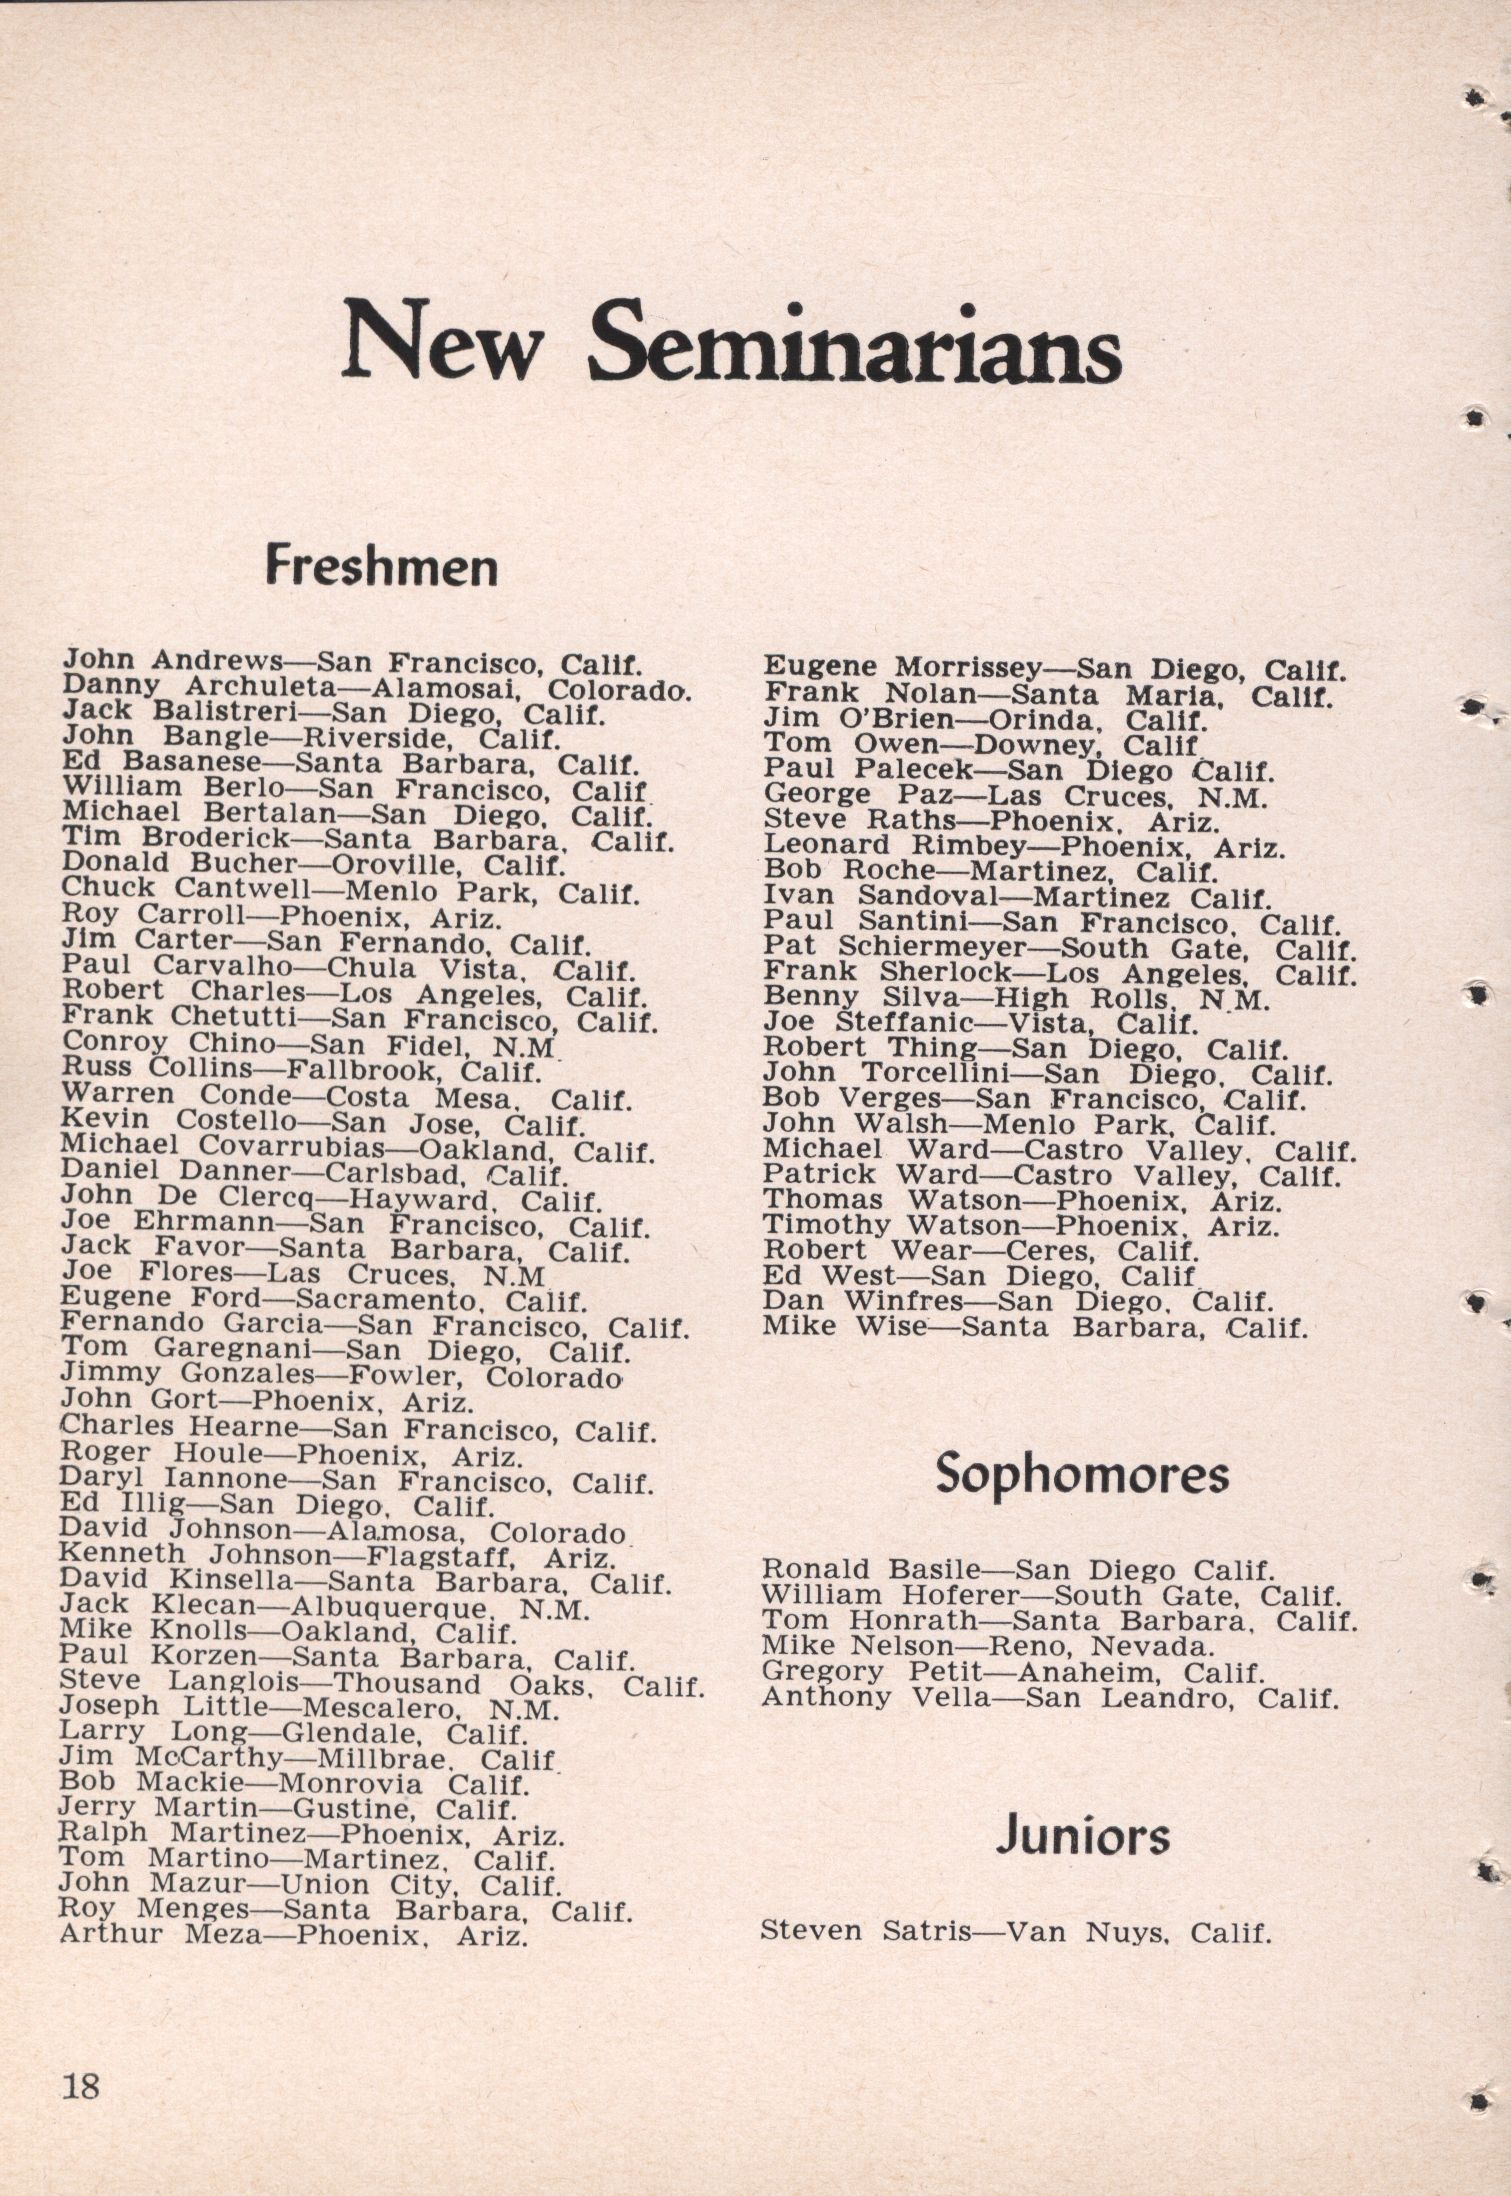 New Seminarians
Freshmen
John Andrews—San Francisco, Calif.
Danny Archuleta—Alamosai, Colorado.
Jack Balistreri—San Diego, Calif.
John Bangle—Riverside, Calif.
Ed Basanese—Santa Barbara, Calif.
William Berlo—San Francisco, Calif.
Michael Bertalan—San Diego, Calif.
Tim Broderick—Santa Barbara, Calif.
Donald Bucher—Oroville, Calif.
Chuck Cantwell—Menlo Park, Calif.
Roy Carroll—Phoenix, Ariz.
Jim Carter—San Fernando, Calif.
Paul Carvalho—Chula Vista, Calif.
Robert Charles—Los Angeles, Calif.
Frank Chetutti—San Francisco, Calif.
Conroy Chino—San Fidel, N.M.
Russ Collins—Fallbrook, Calif.
Warren Conde—Costa Mesa, Calif.
Kevin Costello—San Jose, Calif.
Michael Covarrubias—Oakland, Calif.
Daniel Danner—Carlsbad, Calif.
John De Clercq—Hayward, Calif.
Joe Ehrmann—San Francisco, Calif.
Jack Favor—Santa Barbara, Calif.
Joe Flores—Las Cruces, N.M
Eugene Ford—Sacramento, Calif.
Fernando Garcia—San Francisco, Calif.
Tom Garegnani—San Diego, Calif.
Jimmy Gonzales—Fowler, Colorado
John Gort—Phoenix, Ariz.
Charles Hearne—San Francisco, Calif.
Roger Houle—Phoenix, Ariz.
Daryl Iannone—San Francisco, Calif.
Ed Illig—San Diego, Calif.
David Johnson—Alamosa, Colorado.
Kenneth Johnson—Flagstaff, Ariz.
David Kinsella—Santa Barbara, Calif.
Jack Klecan—Albuquerque, N.M.
Mike Knolls—Oakland, Calif.
Paul Korzen—Santa Barbara, Calif.
Steve Langlois—Thousand Oaks, Calif.
Joseph Little—Mescalero, N.M.
Larry Long—Glendale, Calif.
Jim McCarthy—Millbrae, Calif.
Bob Mackie—Monrovia Calif.
Jerry Martin—Gustine, Calif.
Ralph Martinez—Phoenix, Ariz.
Tom Martino—Martinez, Calif.
John Mazur—Union City, Calif.
Roy Menges—Santa Barbara, Calif.
Arthur Meza—Phoenix, Ariz.
Eugene Morrissey—San Diego, Calif.
Frank Nolan—Santa Maria, Calif.
Jim O'Brien—Orinda, Calif.
Tom Owen—Downey, Calif.
Paul Palecek—San Diego Calif.
George Paz—Las Cruces, N.M.
Steve Raths—Phoenix, Ariz.
Leonard Rimbey—Phoenix, Ariz.
Bob Roche—Martinez, Calif.
Ivan Sandoval—Martinez Calif.
Paul Santini—San Francisco, Calif.
Pat Schiermeyer—South Gate, Calif.
Frank Sherlock—Los Angeles, Calif.
Benny Silva—High Rolls, N.M.
Joe Steffanic—Vista, Calif.
Robert Thing—San Diego, Calif.
John Torcellini—San Diego, Calif.
Bob Verges—San Francisco, Calif.
John Walsh—Menlo Park, Calif.
Michael Ward—Castro Valley, Calif.
Patrick Ward—Castro Valley, Calif.
Thomas Watson—Phoenix, Ariz.
Timothy Watson—Phoenix, Ariz.
Robert Wear—Ceres, Calif.
Ed West—San Diego, Calif.
Dan Winfres—San Diego, Calif.
Mike Wise—Santa Barbara, Calif.
Sophomores
Ronald Basile—San Diego Calif.
William Hoferer—South Gate, Calif.
Tom Honrath—Santa Barbara, Calif.
Mike Nelson—Reno, Nevada.
Gregory Petit—Anaheim, Calif.
Anthony Vella—San Leandro, Calif.
Juniors
Steven Satris—Van Nuys, Calif.
18